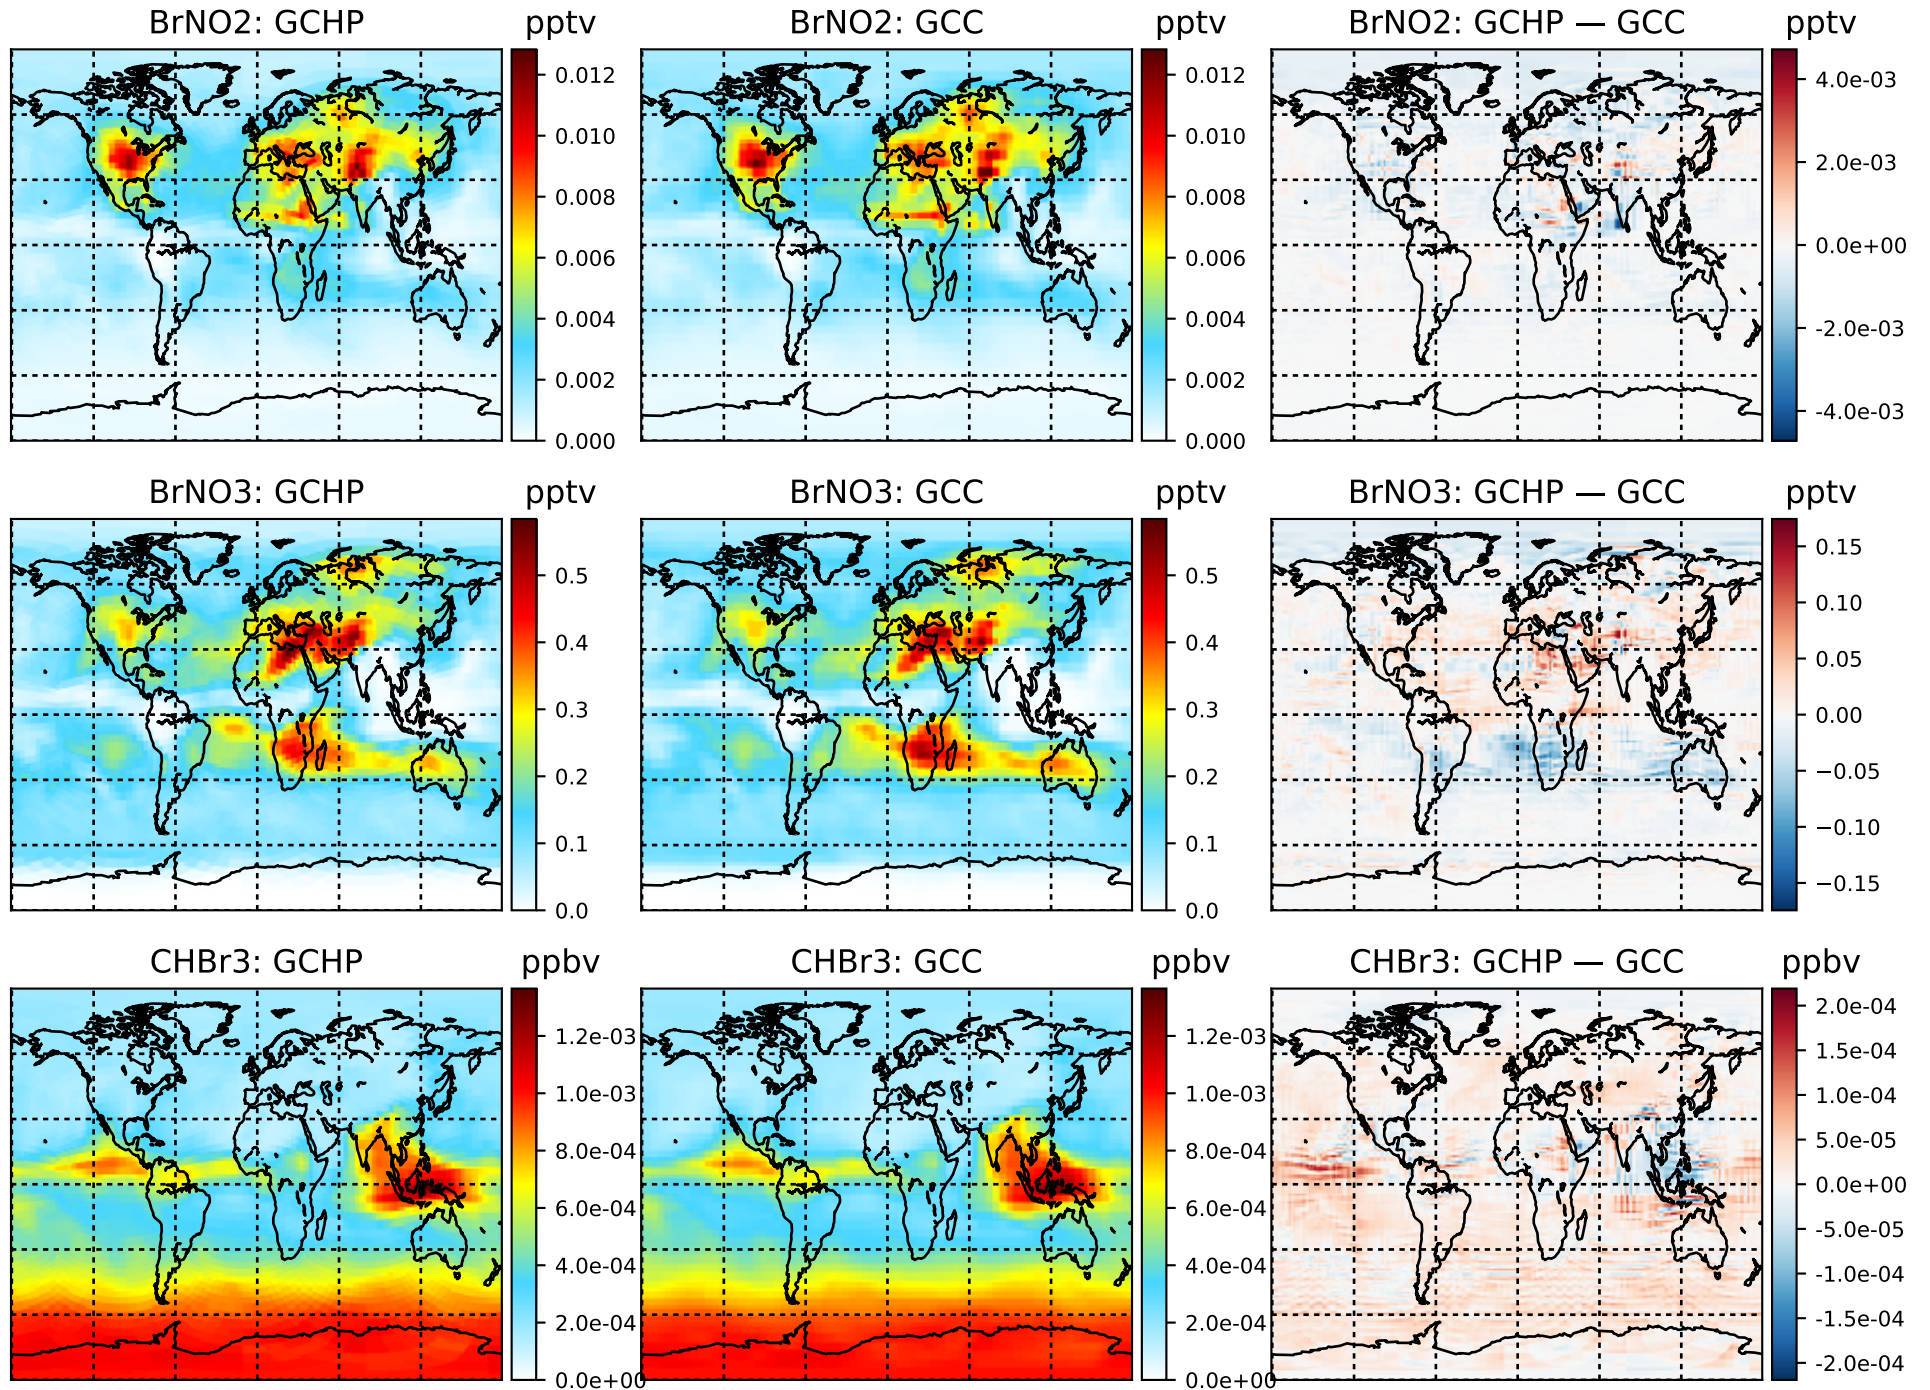 BrNO2: GCHP pptv BrNO2: GCC pptv BrNO2: GCHP — GCC pptv
0.012 0.012 4.0e-03
0.010 0.010 2.0e-03
0.008 0.008
0.006 0.006 0.0e+00
0.004 0.004 -2.0e-03
0.002 0.002
0.000 0.000 -4.0e-03
BrNO3: GCHP pptv BrNO3: GCC pptv BrNO3: GCHP — GCC pptv
0.5 0.5 0.15
0.4 0.4 0.10
0.3 0.3 0.05
0.00
0.2 0.2 −0.05
0.1 0.1 −0.10
0.0 0.0 −0.15
CHBr3: GCHP ppbv CHBr3: GCC ppbv CHBr3: GCHP — GCC ppbv
1.2e-03 1.2e-03 2.0e-04
1.0e-03 1.0e-03 1.5e-04
8.0e-04 8.0e-04 1.0e-04
5.0e-05
6.0e-04 6.0e-04 0.0e+00
4.0e-04 4.0e-04 -5.0e-05
2.0e-04 2.0e-04 -1.0e-04
-1.5e-04
0.0e+00 0.0e+00 -2.0e-04